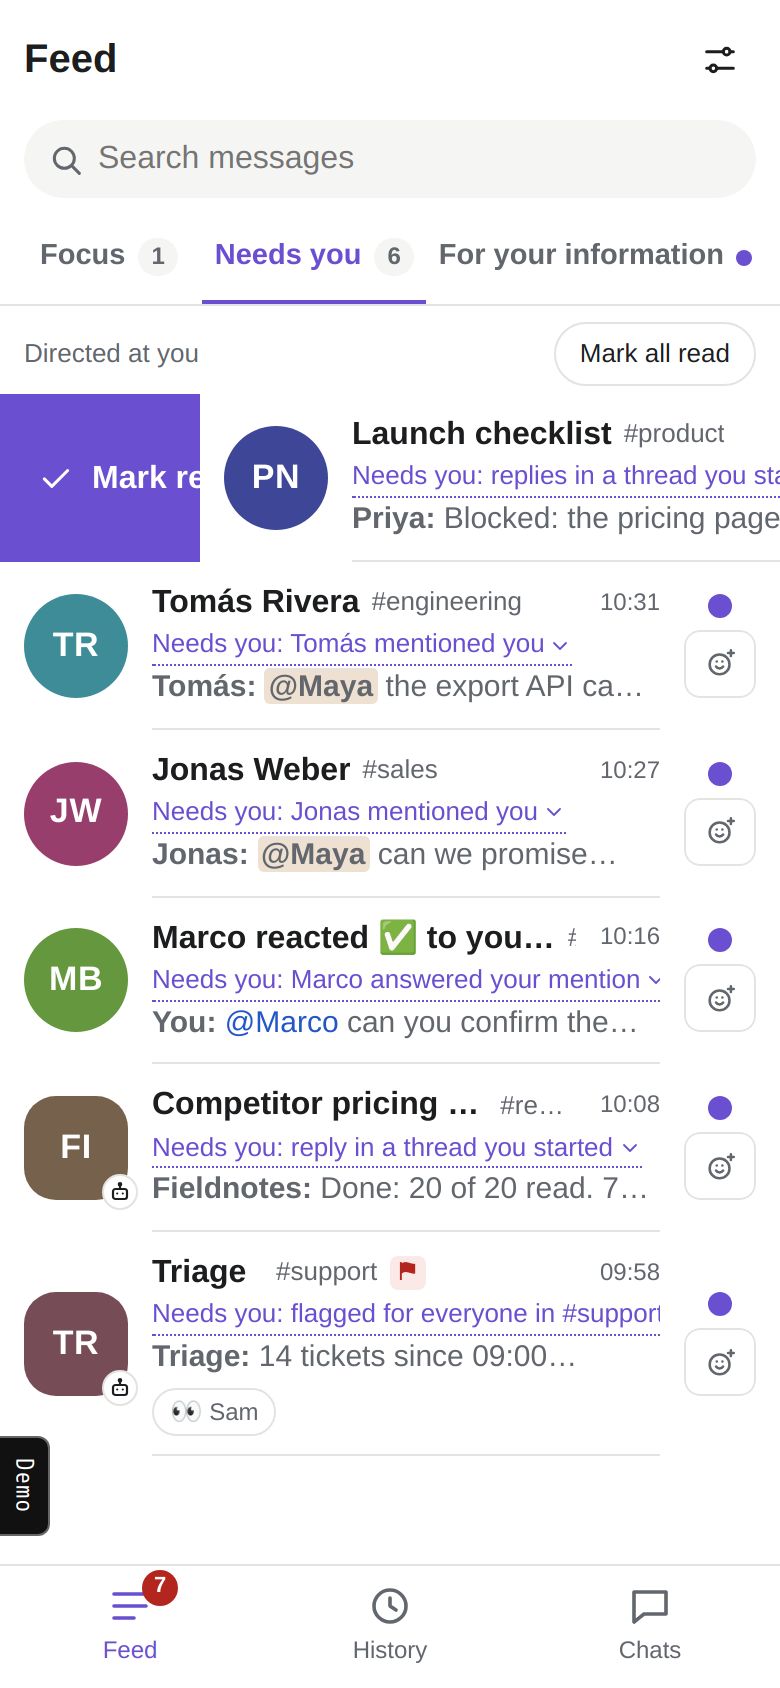 Feed
Search messages
Focus 1 Needs you 6 For your information
Directed at you Mark all read
Mark re
PN
Launch checklist #product
Needs you: replies in a thread you sta
Priya: Blocked: the pricing page
TR
Tomás Rivera #engineering 10:31
Needs you: Tomás mentioned you
Tomás: @Maya the export API ca…
JW
Jonas Weber #sales 10:27
Needs you: Jonas mentioned you
Jonas: @Maya can we promise…
MB
Marco reacted ✅ to you… # 10:16
Needs you: Marco answered your mention
You: @Marco can you confirm the…
FI
Competitor pricing … #re… 10:08
Needs you: reply in a thread you started
Fieldnotes: Done: 20 of 20 read. 7…
TR
Triage #support 09:58
Needs you: flagged for everyone in #support
Triage: 14 tickets since 09:00…
👀 Sam
Demo
7
Feed History Chats